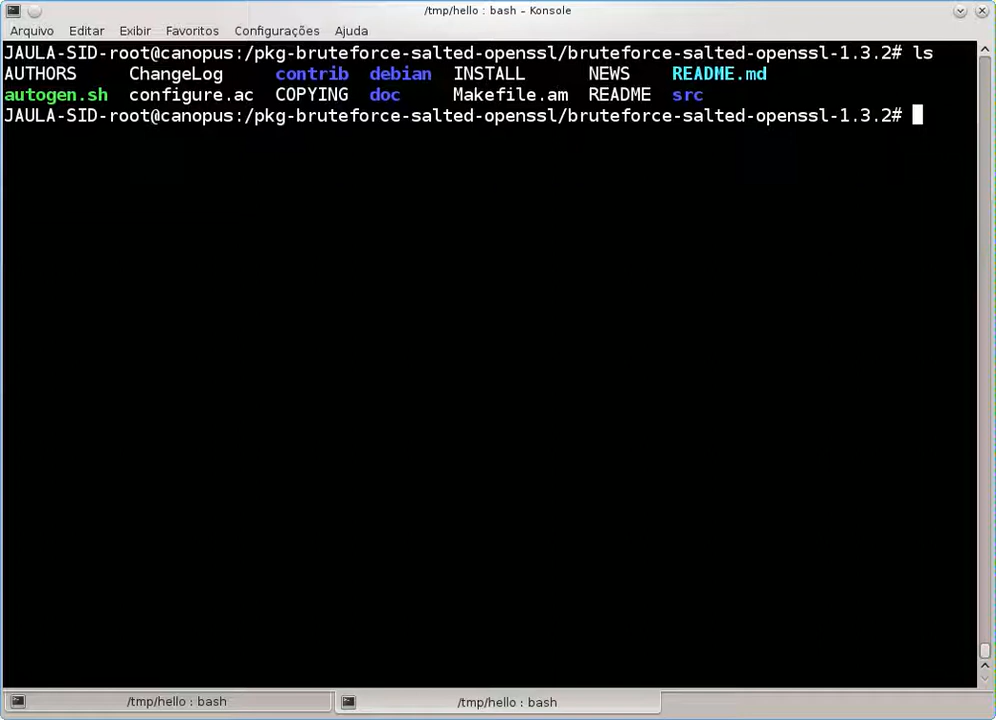 /tmp/hello : bash – Konsole
Arquivo Editar Exibir Favoritos Configurações Ajuda
JAULA-SID-root@canopus:/pkg-bruteforce-salted-openssl/bruteforce-salted-openssl-1.3.2# ls
AUTHORS ChangeLog contrib debian INSTALL NEWS README.md
autogen.sh configure.ac COPYING doc Makefile.am README src
JAULA-SID-root@canopus:/pkg-bruteforce-salted-openssl/bruteforce-salted-openssl-1.3.2#
/tmp/hello : bash /tmp/hello : bash